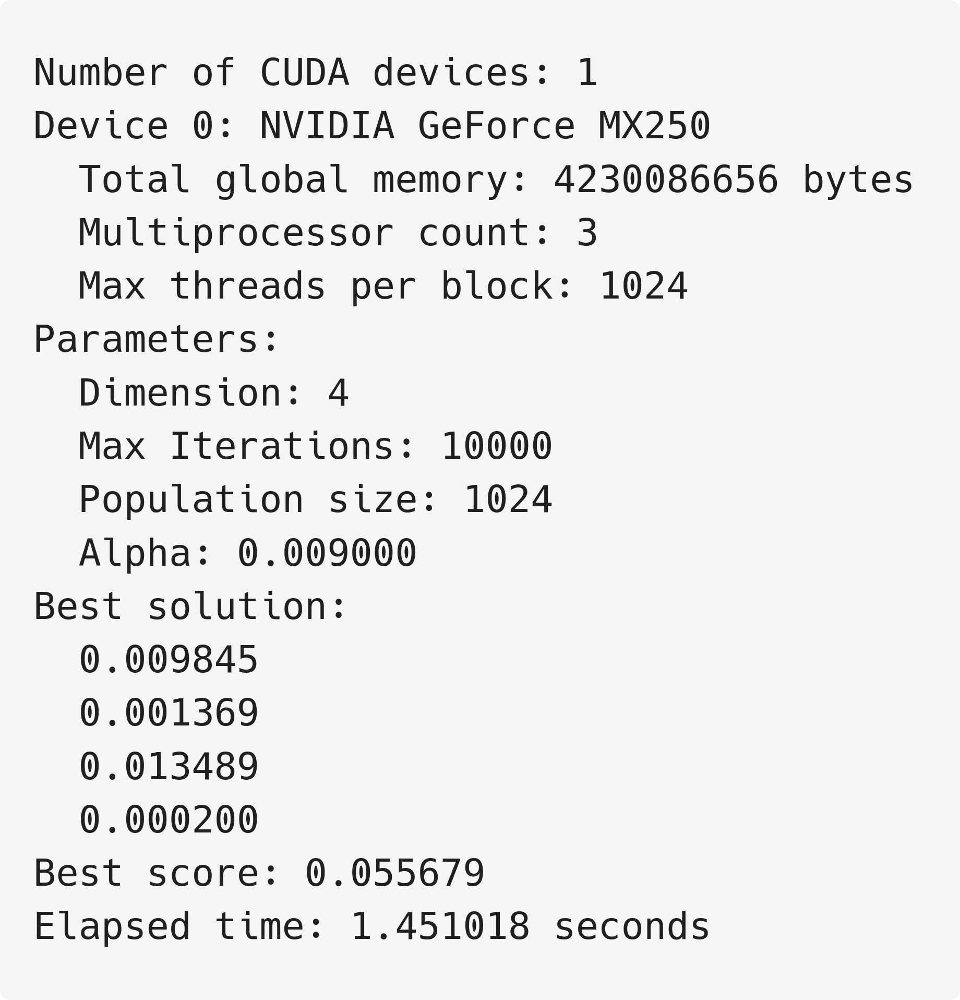 Number of CUDA devices: 1
Device 0: NVIDIA GeForce MX250
  Total global memory: 4230086656 bytes
  Multiprocessor count: 3
  Max threads per block: 1024
Parameters:
  Dimension: 4
  Max Iterations: 10000
  Population size: 1024
  Alpha: 0.009000
Best solution:
  0.009845
  0.001369
  0.013489
  0.000200
Best score: 0.055679
Elapsed time: 1.451018 seconds